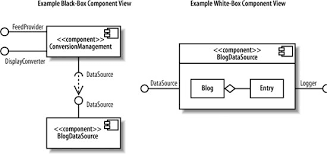 Example Black-Box Component View
Example White-Box Component View
FeedProvider
<<component>>
ConversionManagement
DisplayConverter
DataSource
DataSource
<<component>>
BlogDataSource
<<component>>
BlogDataSource
DataSource
Blog
Entry
Logger